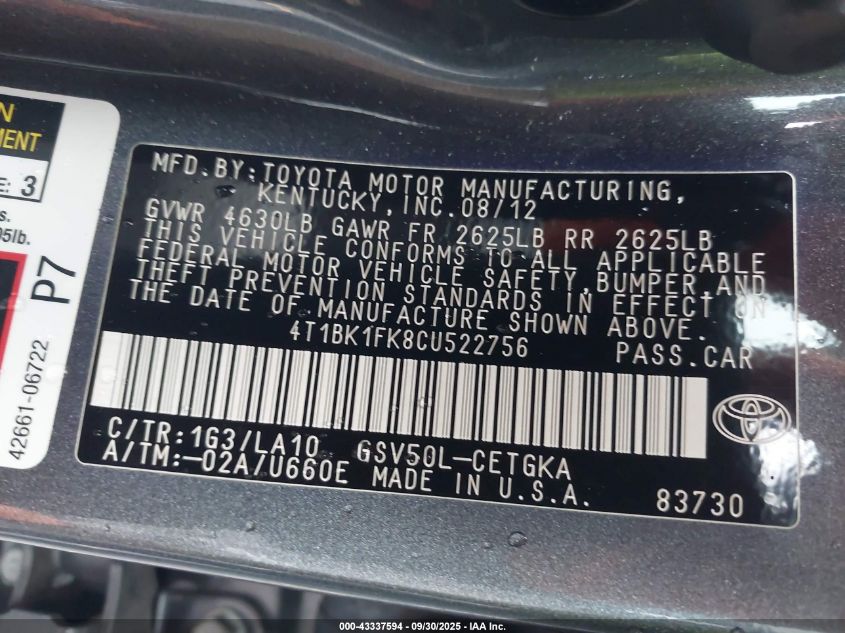 N
MENT
E: 3
s.
05lb.
P7
42661-06722
MFD.BY:TOYOTA MOTOR MANUFACTURING,
KENTUCKY,INC.08/12
GVWR 4630LB GAWR FR 2625LB RR 2625LB
THIS VEHICLE CONFORMS TO ALL APPLICABLE
FEDERAL MOTOR VEHICLE SAFETY,BUMPER AND
THEFT PREVENTION STANDARDS IN EFFECT ON
THE DATE OF MANUFACTURE SHOWN ABOVE.
4T1BK1FK8CU522756 PASS.CAR
C/TR:1G3/LA10 GSV50L-CETGKA
A/TM:-02A/U660E MADE IN U.S.A. 83730
000-43337594 - 09/30/2025 - IAA, Inc.